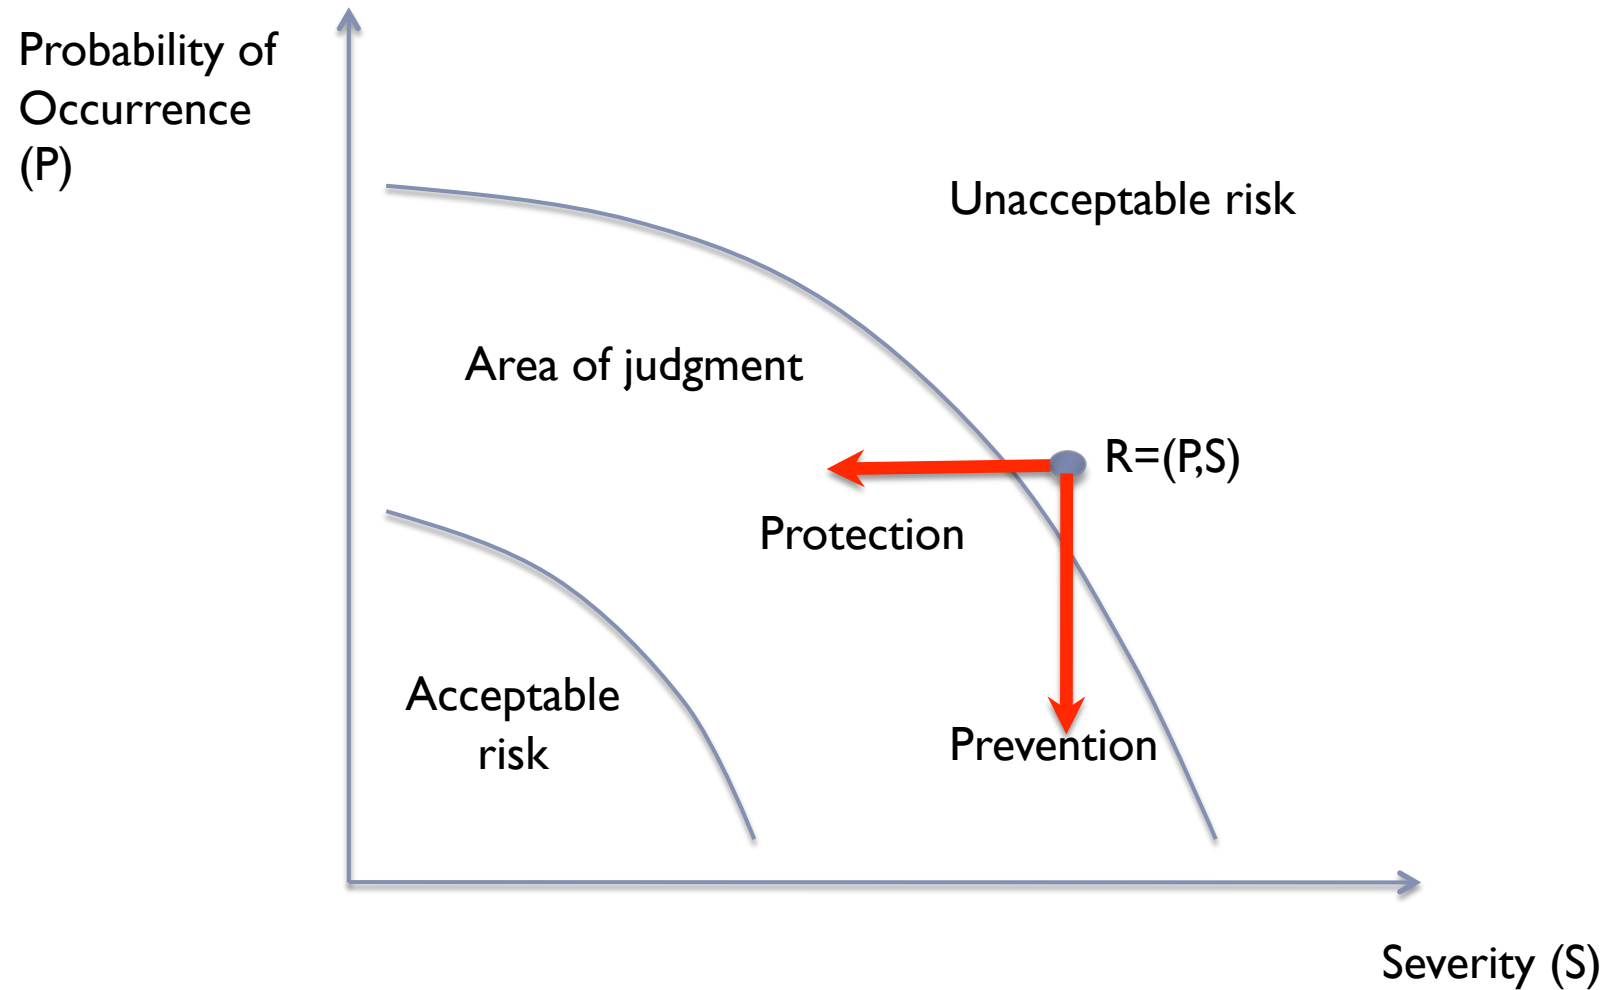 Probability of
Occurrence
(P)
Unacceptable risk
Area of judgment
R=(P,S)
Protection
Acceptable
risk
Prevention
Severity (S)